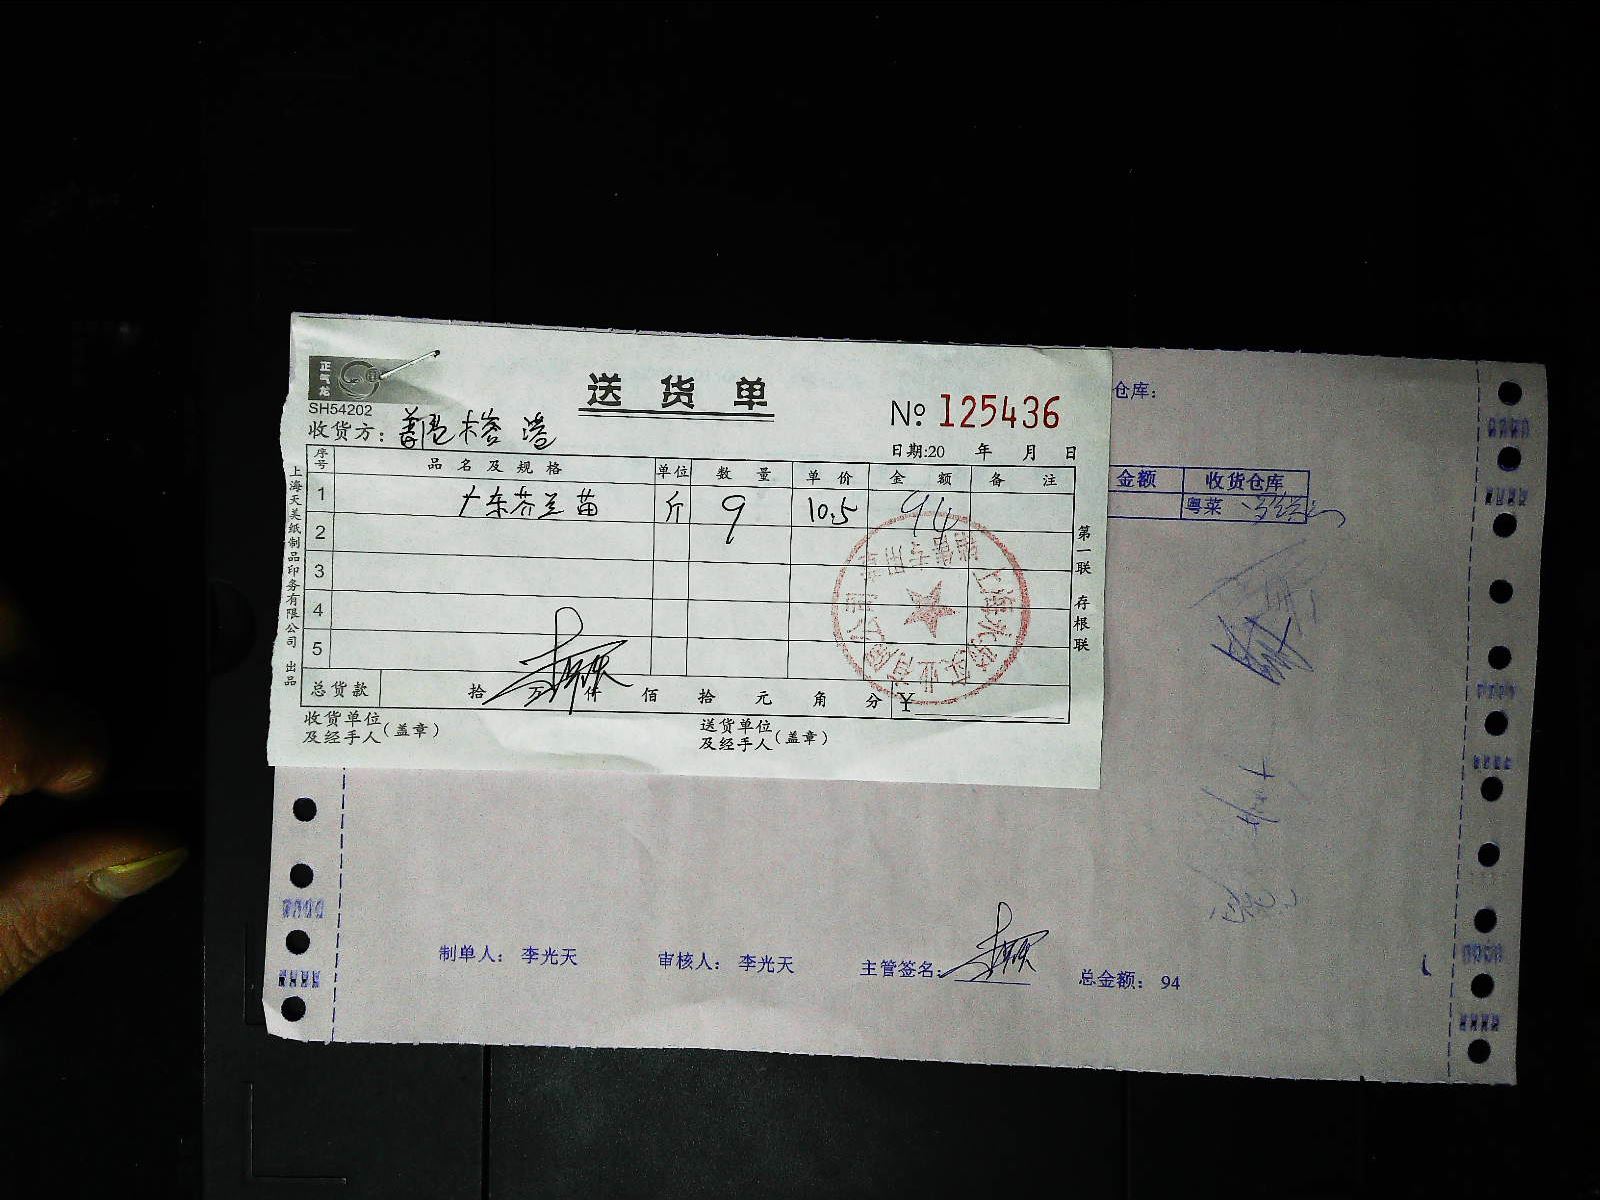 正气龙
SH54202
送货单
№ 125436
收货方：
日期:20 年 月 日
序号 品名及规格 单位 数量 单价 金额 备注
1 广东芥兰苗 斤 9 10.5 94
2
3
4
5
总货款 拾 万 仟 佰 拾 元 角 分 ¥
收货单位及经手人(盖章)
送货单位及经手人(盖章)
上海天美纸制品印务有限公司 出品
第一联 存根联
仓库：
金额 收货仓库
粤菜
制单人： 李光天
审核人： 李光天
主管签名：
总金额： 94